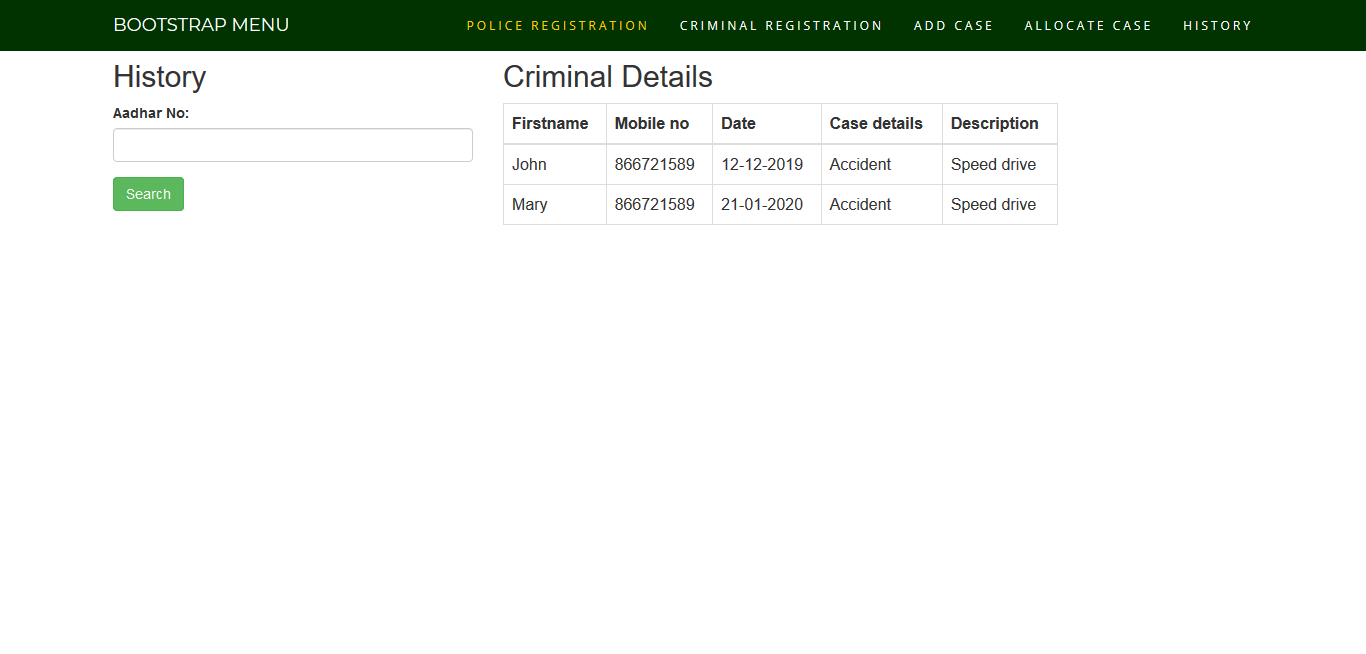 BOOTSTRAP MENU POLICE REGISTRATION CRIMINAL REGISTRATION ADD CASE ALLOCATE CASE HISTORY
History
Aadhar No:
Search
Criminal Details
Firstname Mobile no Date Case details Description
John 866721589 12-12-2019 Accident Speed drive
Mary 866721589 21-01-2020 Accident Speed drive